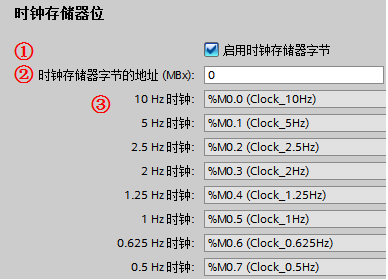 时钟存储器位
① 启用时钟存储器字节
② 时钟存储器字节的地址 (MBx): 0
③ 10 Hz 时钟: %M0.0 (Clock_10Hz)
5 Hz 时钟: %M0.1 (Clock_5Hz)
2.5 Hz 时钟: %M0.2 (Clock_2.5Hz)
2 Hz 时钟: %M0.3 (Clock_2Hz)
1.25 Hz 时钟: %M0.4 (Clock_1.25Hz)
1 Hz 时钟: %M0.5 (Clock_1Hz)
0.625 Hz 时钟: %M0.6 (Clock_0.625Hz)
0.5 Hz 时钟: %M0.7 (Clock_0.5Hz)